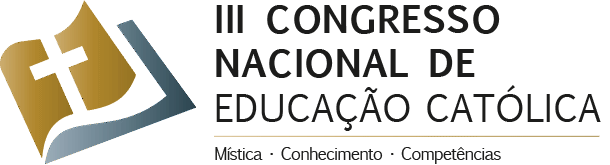 III CONGRESSO
NACIONAL DE
EDUCAÇÃO CATÓLICA
Mística · Conhecimento · Competências